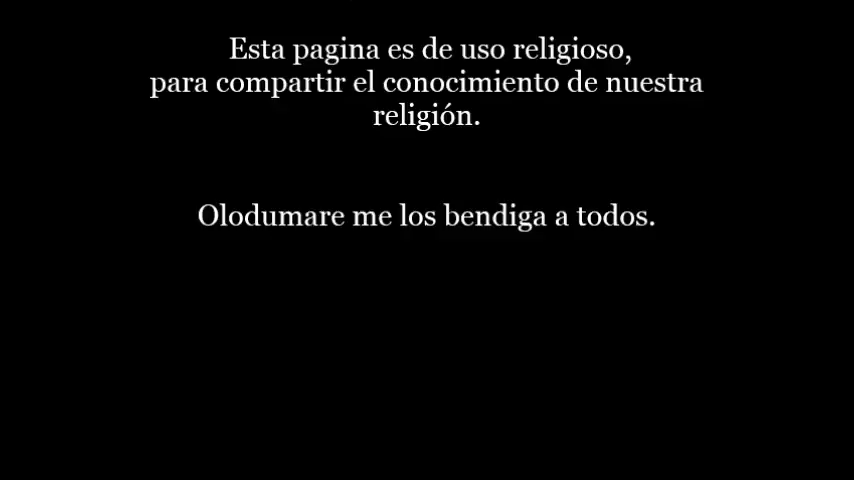 Esta pagina es de uso religioso,
para compartir el conocimiento de nuestra
religión.
Olodumare me los bendiga a todos.